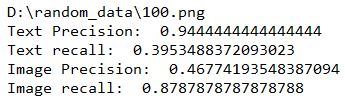 D:\random_data\100.png
Text Precision:  0.9444444444444444
Text recall:  0.3953488372093023
Image Precision:  0.46774193548387094
Image recall:  0.8787878787878788